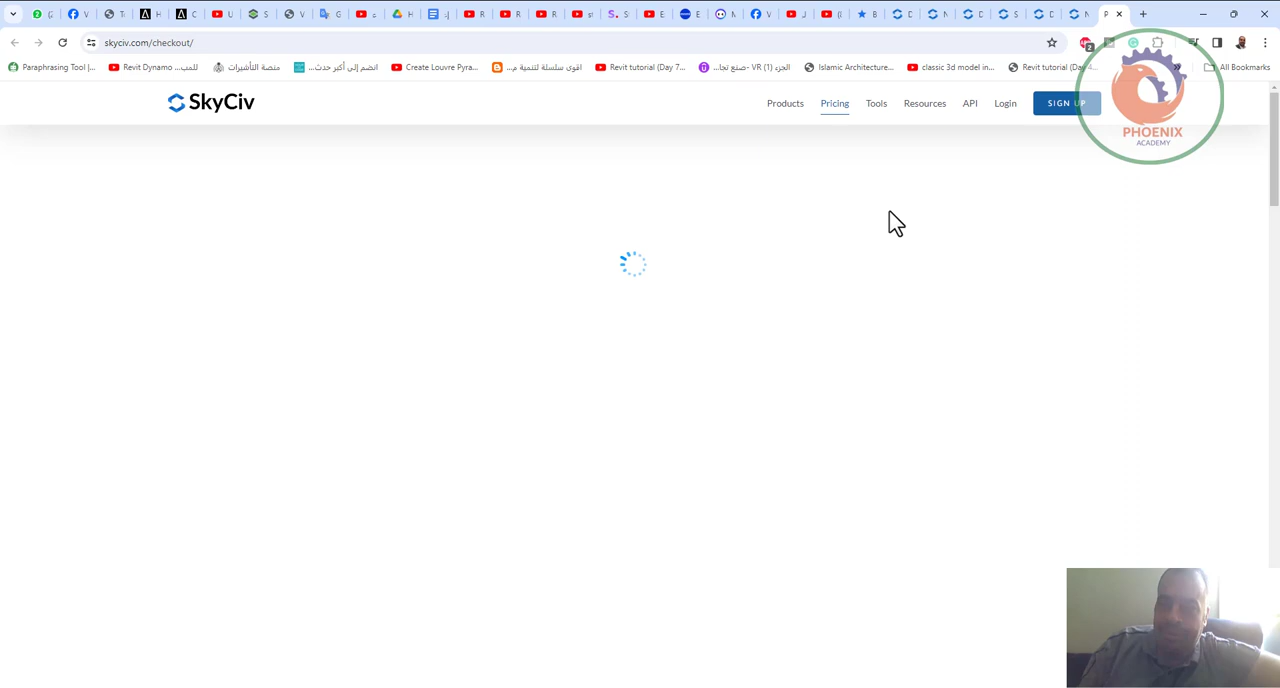 skyciv.com/checkout/
2
Paraphrasing Tool |...
Revit Dynamo للمب...
منصة التأشيرات
انضم إلى أكبر حدث...
Create Louvre Pyra...
اقوى سلسلة لتنمية م...
Revit tutorial (Day 7...
الجزء (1) VR -صنع تجا...
Islamic Architecture...
classic 3d model in...
Revit tutorial (Day 4...
»
All Bookmarks
SkyCiv
Products
Pricing
Tools
Resources
API
Login
SIGN UP
PHOENIX
ACADEMY